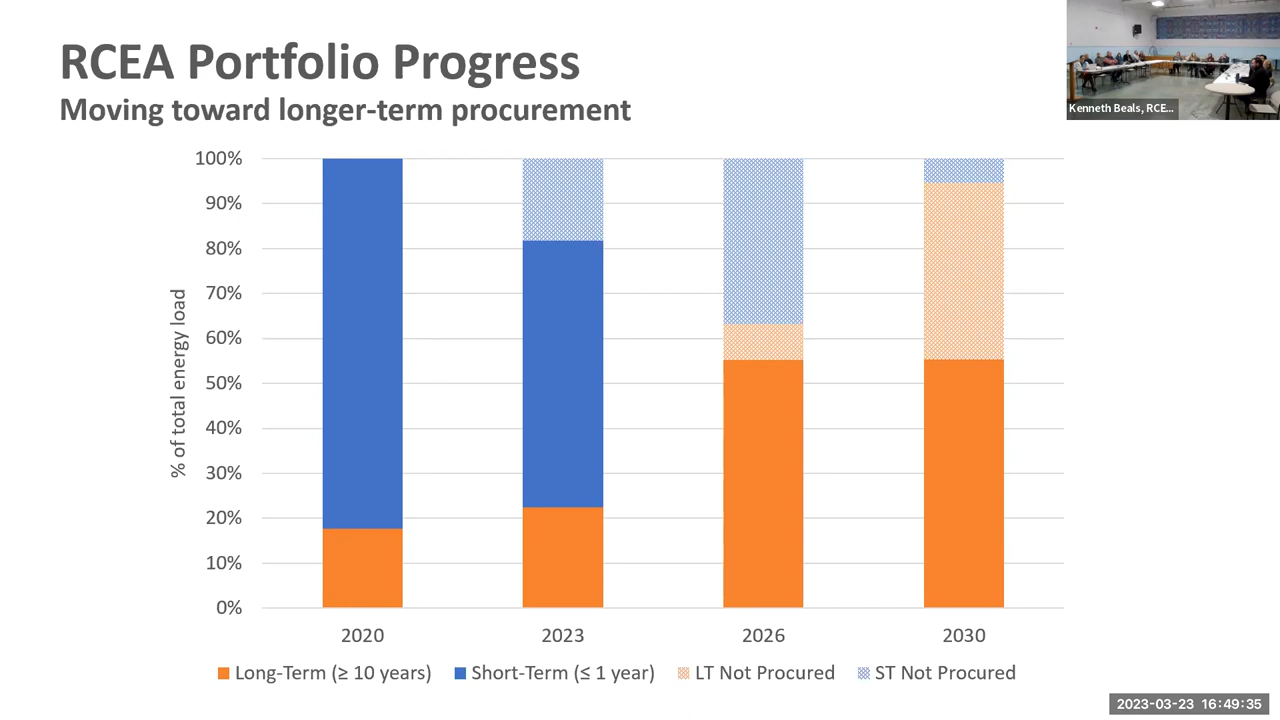 RCEA Portfolio Progress
Moving toward longer-term procurement
Kenneth Beals, RCE...
100%
90%
80%
70%
60%
50%
40%
30%
20%
10%
0%
% of total energy load
2020 2023 2026 2030
Long-Term (≥ 10 years) Short-Term (≤ 1 year) LT Not Procured ST Not Procured
2023-03-23 16:49:35